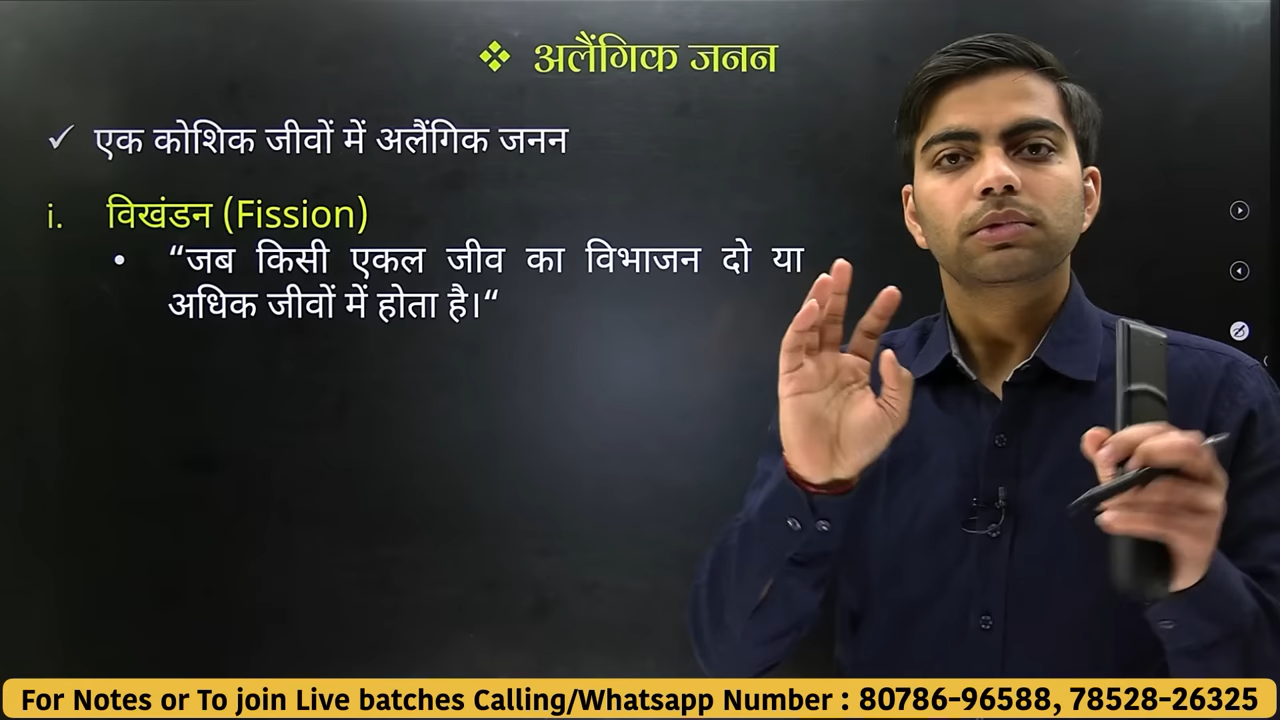 ❖ अलैंगिक जनन
✓ एक कोशिक जीवों में अलैंगिक जनन
i. विखंडन (Fission)
• “जब किसी एकल जीव का विभाजन दो या
अधिक जीवों में होता है।“
For Notes or To join Live batches Calling/Whatsapp Number : 80786-96588, 78528-26325